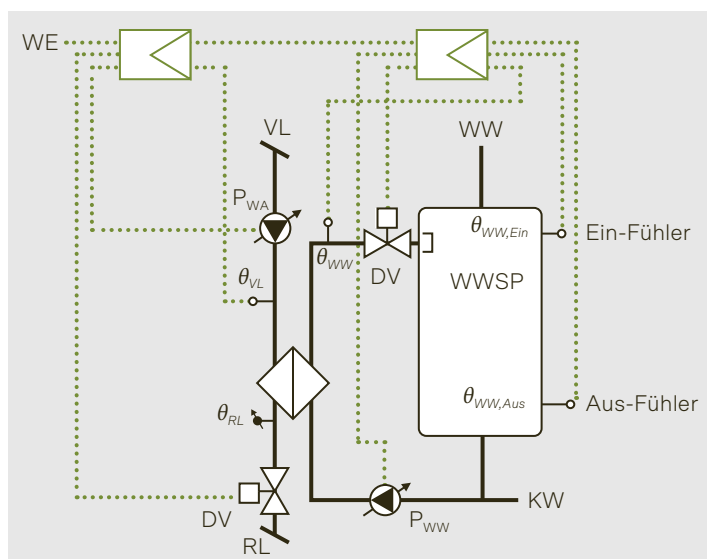 WE
VL
WW
P_WA
θ_WW,Ein
Ein-Fühler
θ_WW
DV
WWSP
θ_VL
θ_WW,Aus
Aus-Fühler
θ_RL
DV
P_WW
KW
RL